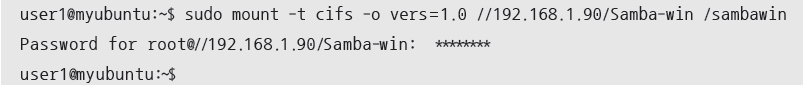 user1@myubuntu:~$ sudo mount -t cifs -o vers=1.0 //192.168.1.90/Samba-win /sambawin
Password for root@//192.168.1.90/Samba-win:  ********
user1@myubuntu:~$